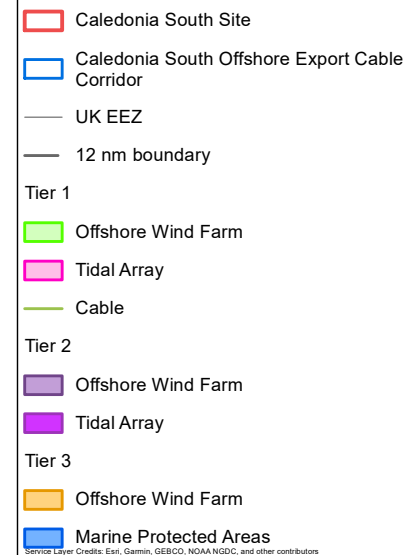 Caledonia South Site
Caledonia South Offshore Export Cable
Corridor
UK EEZ
12 nm boundary
Tier 1
Offshore Wind Farm
Tidal Array
Cable
Tier 2
Offshore Wind Farm
Tidal Array
Tier 3
Offshore Wind Farm
Marine Protected Areas
Service Layer Credits: Esri, Garmin, GEBCO, NOAA NGDC, and other contributors